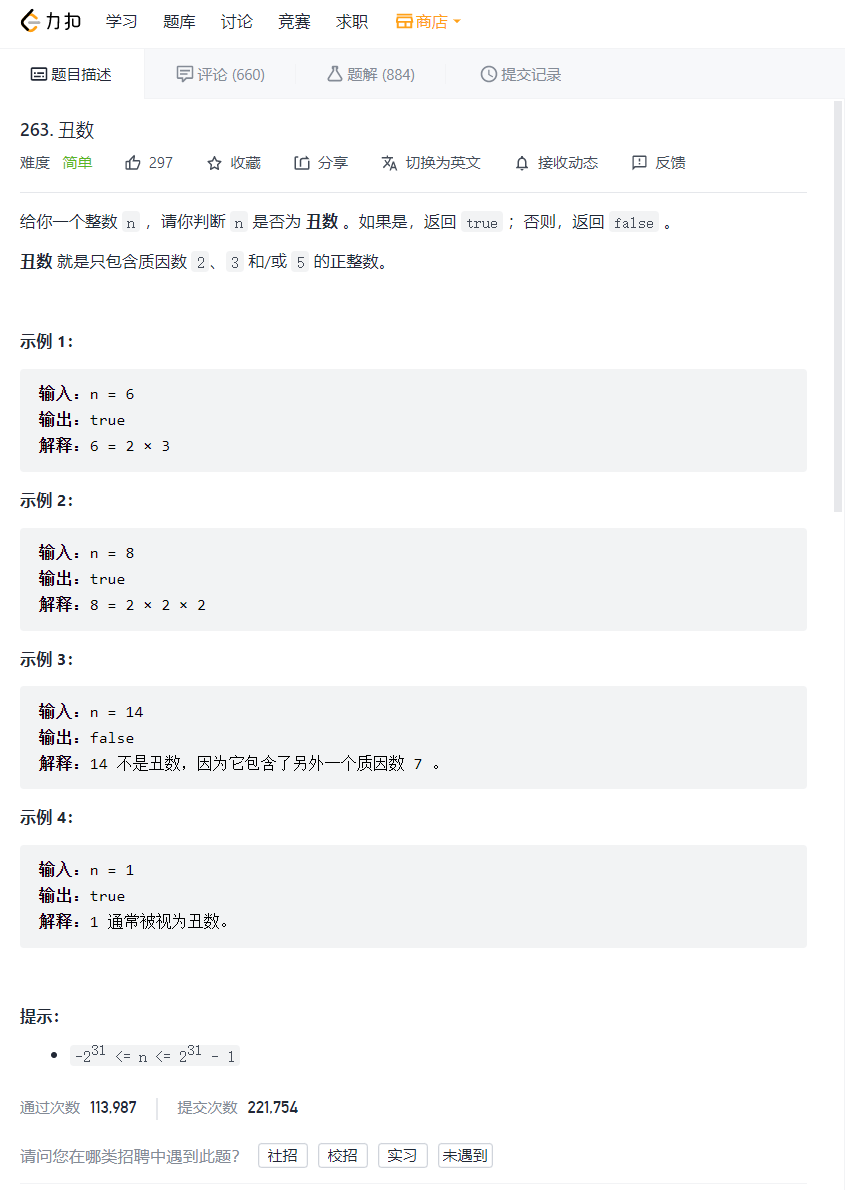 力扣 学习 题库 讨论 竞赛 求职 商店
题目描述 评论 (660) 题解 (884) 提交记录
263. 丑数
难度 简单 297 收藏 分享 切换为英文 接收动态 反馈
给你一个整数 n ，请你判断 n 是否为 丑数 。如果是，返回 true ；否则，返回 false 。
丑数 就是只包含质因数 2、3 和/或 5 的正整数。
示例 1：
输入：n = 6
输出：true
解释：6 = 2 × 3
示例 2：
输入：n = 8
输出：true
解释：8 = 2 × 2 × 2
示例 3：
输入：n = 14
输出：false
解释：14 不是丑数，因为它包含了另外一个质因数 7 。
示例 4：
输入：n = 1
输出：true
解释：1 通常被视为丑数。
提示：
• -2³¹ <= n <= 2³¹ - 1
通过次数 113,987 提交次数 221,754
请问您在哪类招聘中遇到此题？ 社招 校招 实习 未遇到